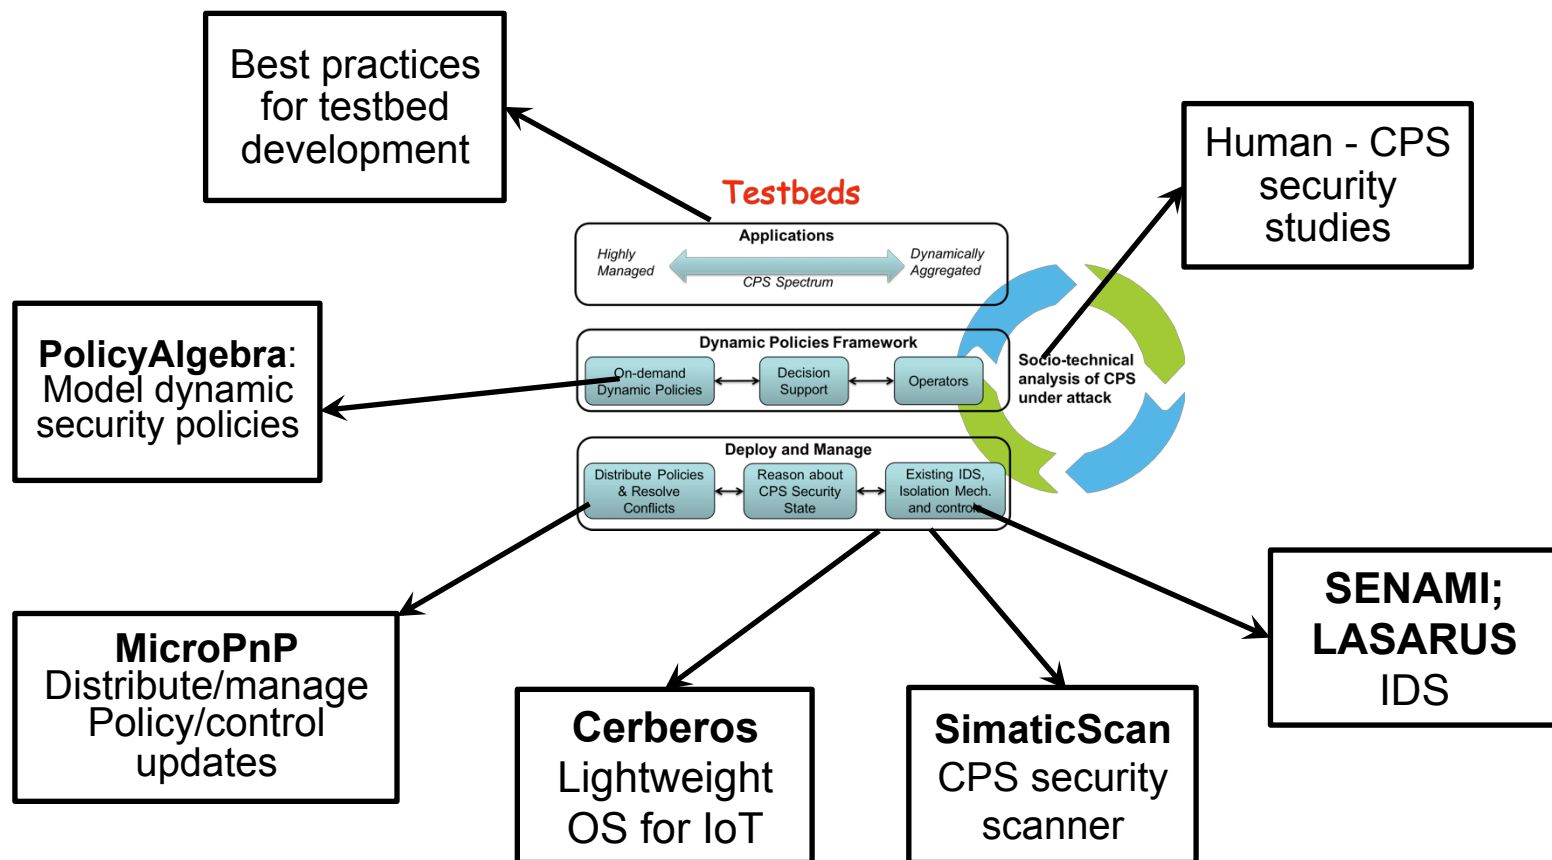 Best practices
for testbed
development
Human - CPS
security
studies
Testbeds
Applications
Highly
Managed
Dynamically
Aggregated
CPS Spectrum
PolicyAlgebra:
Model dynamic
security policies
Dynamic Policies Framework
On-demand
Dynamic Policies
Decision
Support
Operators
Socio-technical
analysis of CPS
under attack
Deploy and Manage
Distribute Policies
& Resolve
Conflicts
Reason about
CPS Security
State
Existing IDS,
Isolation Mech.
and controls
MicroPnP
Distribute/manage
Policy/control
updates
Cerberos
Lightweight
OS for IoT
SimaticScan
CPS security
scanner
SENAMI;
LASARUS
IDS